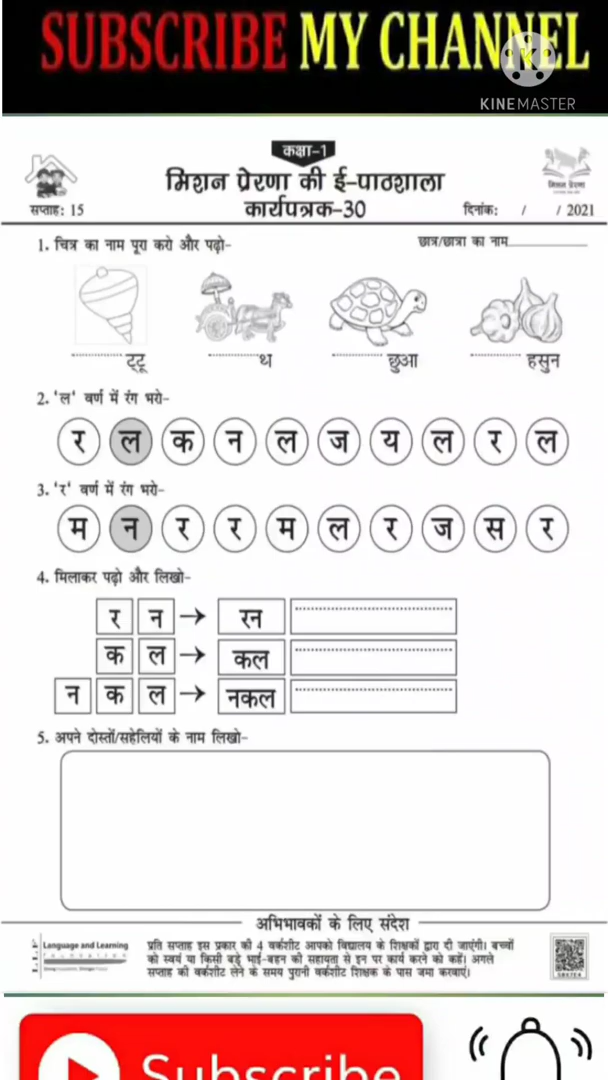 SUBSCRIBE MY CHANNEL
K
KINEMASTER
कक्षा-1
मिशन प्रेरणा की ई-पाठशाला
मिशन प्रेरणा
सप्ताह: 15
कार्यपत्रक-30
दिनांक: / / 2021
1. चित्र का नाम पूरा करो और पढ़ो-
छात्र/छात्रा का नाम
ट्टू थ छुआ हसुन
2. 'ल' वर्ण में रंग भरो-
र ल क न ल ज य ल र ल
3. 'र' वर्ण में रंग भरो-
म न र र म ल र ज स र
4. मिलाकर पढ़ो और लिखो-
र न → रन
क ल → कल
न क ल → नकल
5. अपने दोस्तों/सहेलियों के नाम लिखो-
अभिभावकों के लिए संदेश
Language and Learning
FOUNDATION
प्रति सप्ताह इस प्रकार की 4 वर्कशीट आपको विद्यालय के शिक्षकों द्वारा दी जाएंगी। बच्चों
को स्वयं या किसी बड़े भाई-बहन की सहायता से इन पर कार्य करने को कहें। अगले
सप्ताह की वर्कशीट लेने के समय पुरानी वर्कशीट शिक्षक के पास जमा करवाएं।
Subscribe